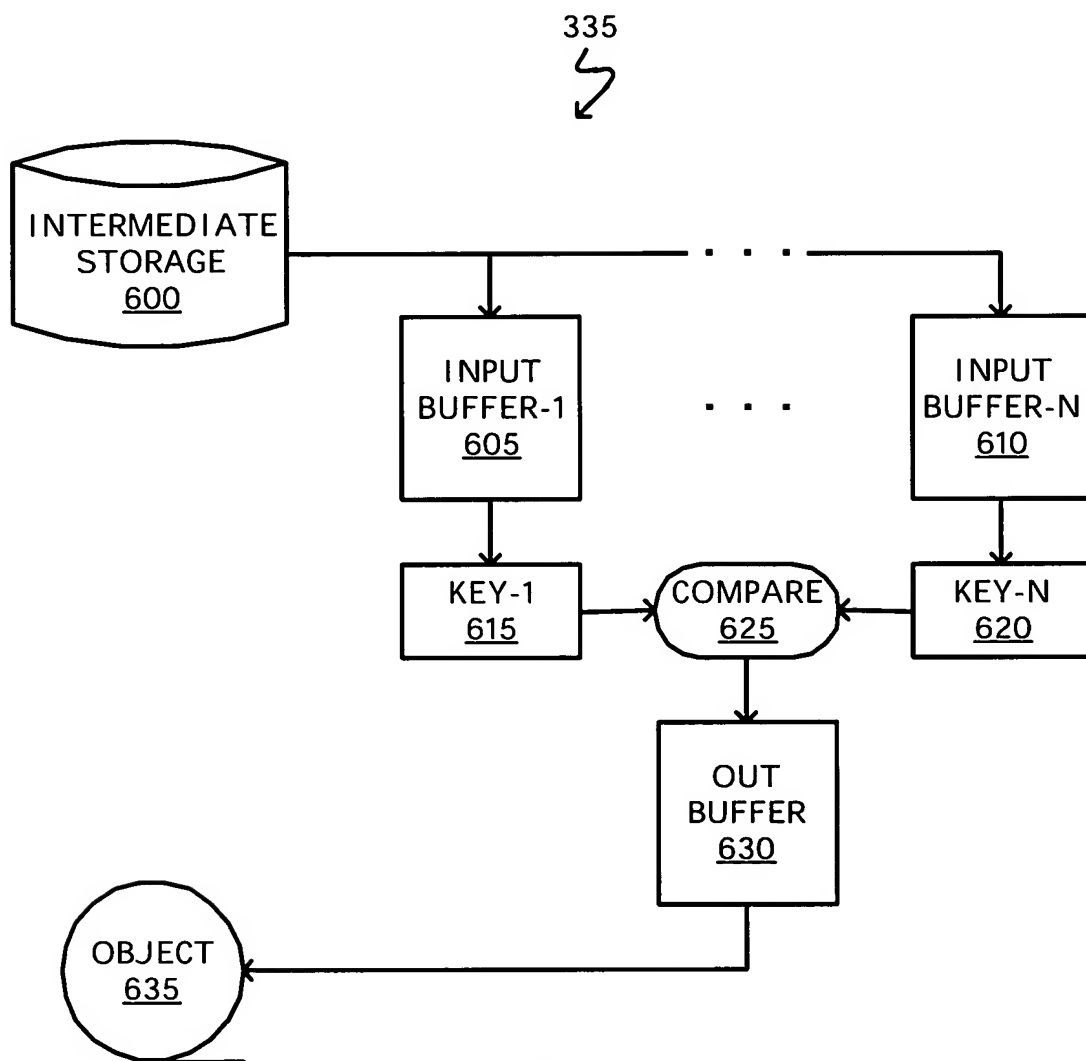 335
INTERMEDIATE
STORAGE
600
INPUT
BUFFER-1
605
. . .
INPUT
BUFFER-N
610
KEY-1
615
COMPARE
625
KEY-N
620
OUT
BUFFER
630
OBJECT
635